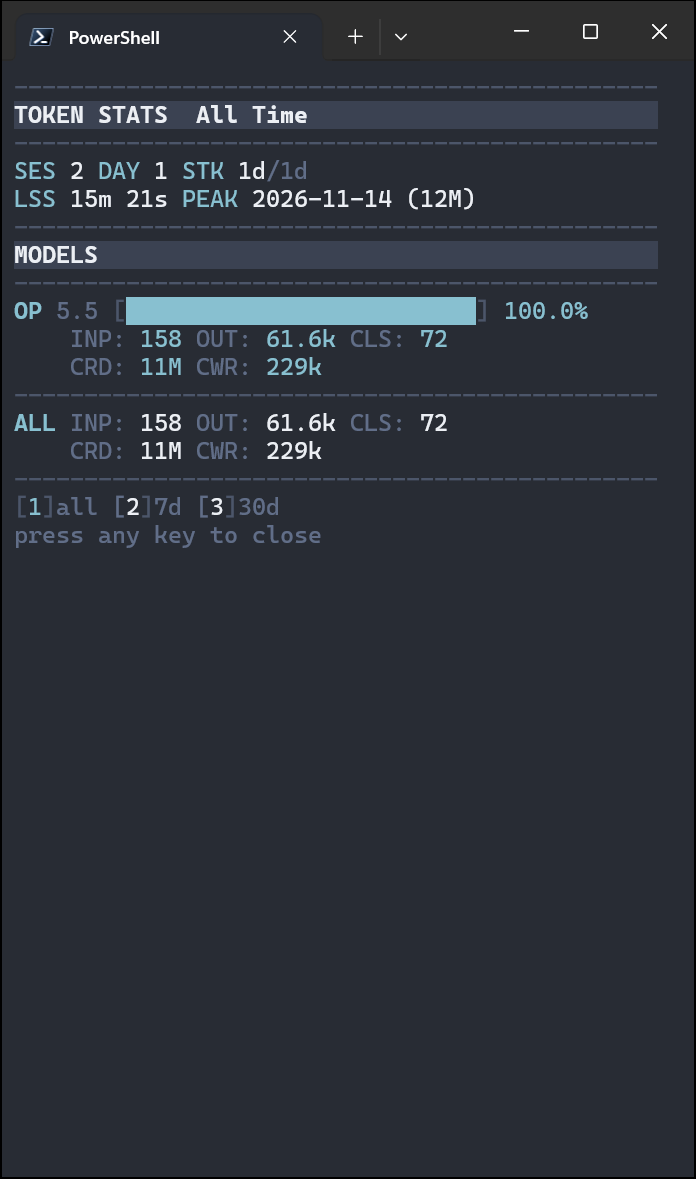 PowerShell
----------------------------------------------
TOKEN STATS  All Time
----------------------------------------------
SES 2 DAY 1 STK 1d/1d
LSS 15m 21s PEAK 2026-11-14 (12M)
----------------------------------------------
MODELS
----------------------------------------------
OP 5.5 [                         ] 100.0%
    INP: 158 OUT: 61.6k CLS: 72
    CRD: 11M CWR: 229k
----------------------------------------------
ALL INP: 158 OUT: 61.6k CLS: 72
    CRD: 11M CWR: 229k
----------------------------------------------
[1]all [2]7d [3]30d
press any key to close